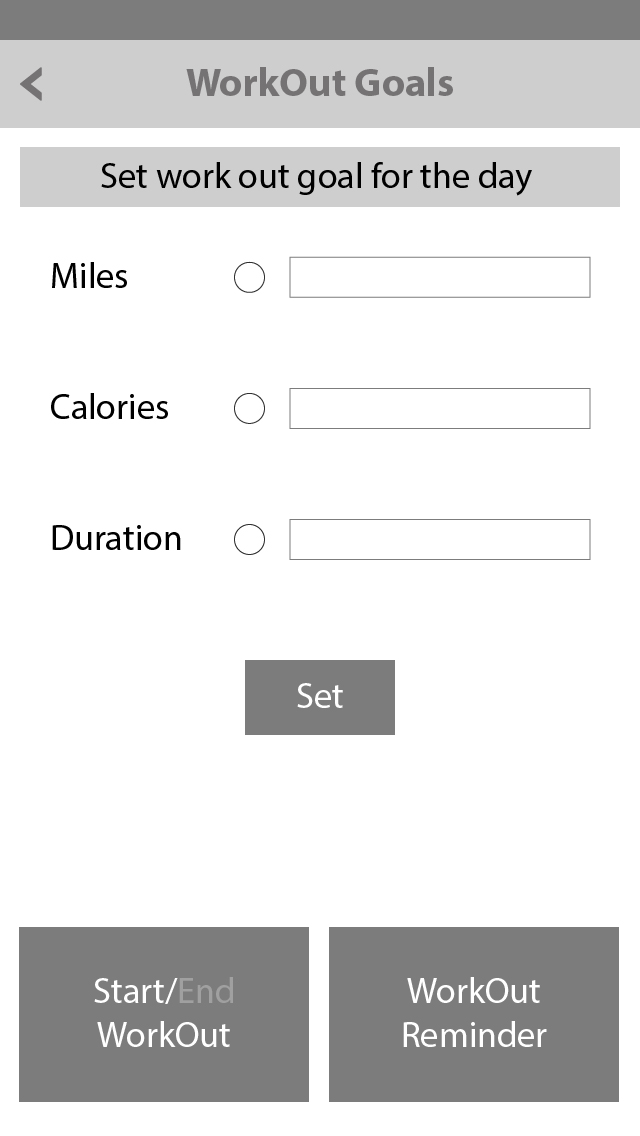 WorkOut Goals
Set work out goal for the day
Miles
Calories
Duration
Set
Start/End
WorkOut
WorkOut
Reminder